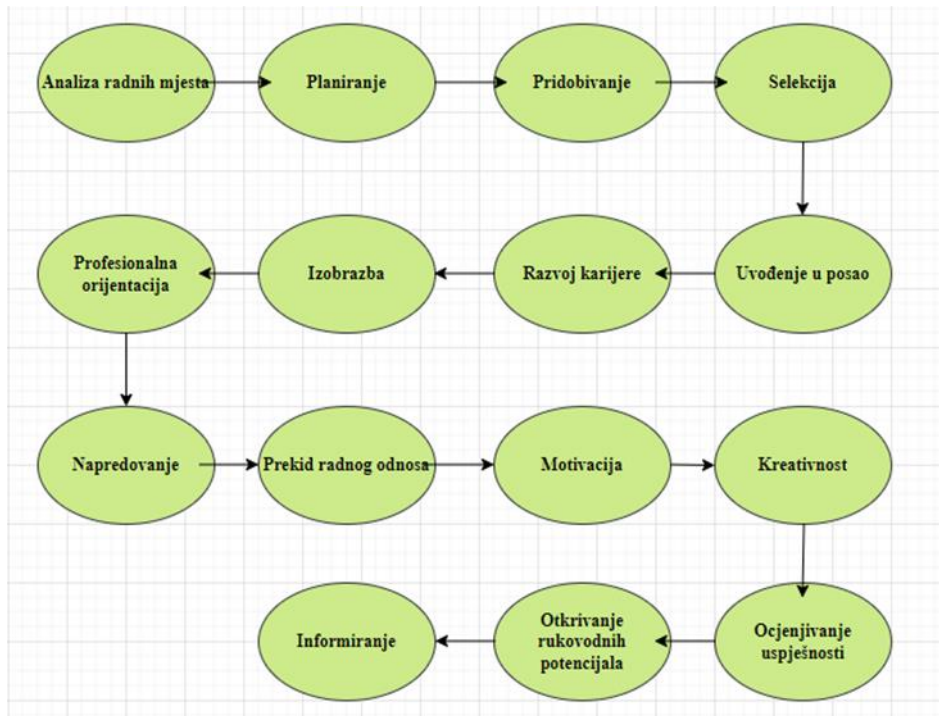 Analiza radnih mjesta
Planiranje
Pridobivanje
Selekcija
Uvođenje u posao
Razvoj karijere
Izobrazba
Profesionalna
orijentacija
Napredovanje
Prekid radnog odnosa
Motivacija
Kreativnost
Ocjenjivanje
uspješnosti
Otkrivanje
rukovodnih
potencijala
Informiranje